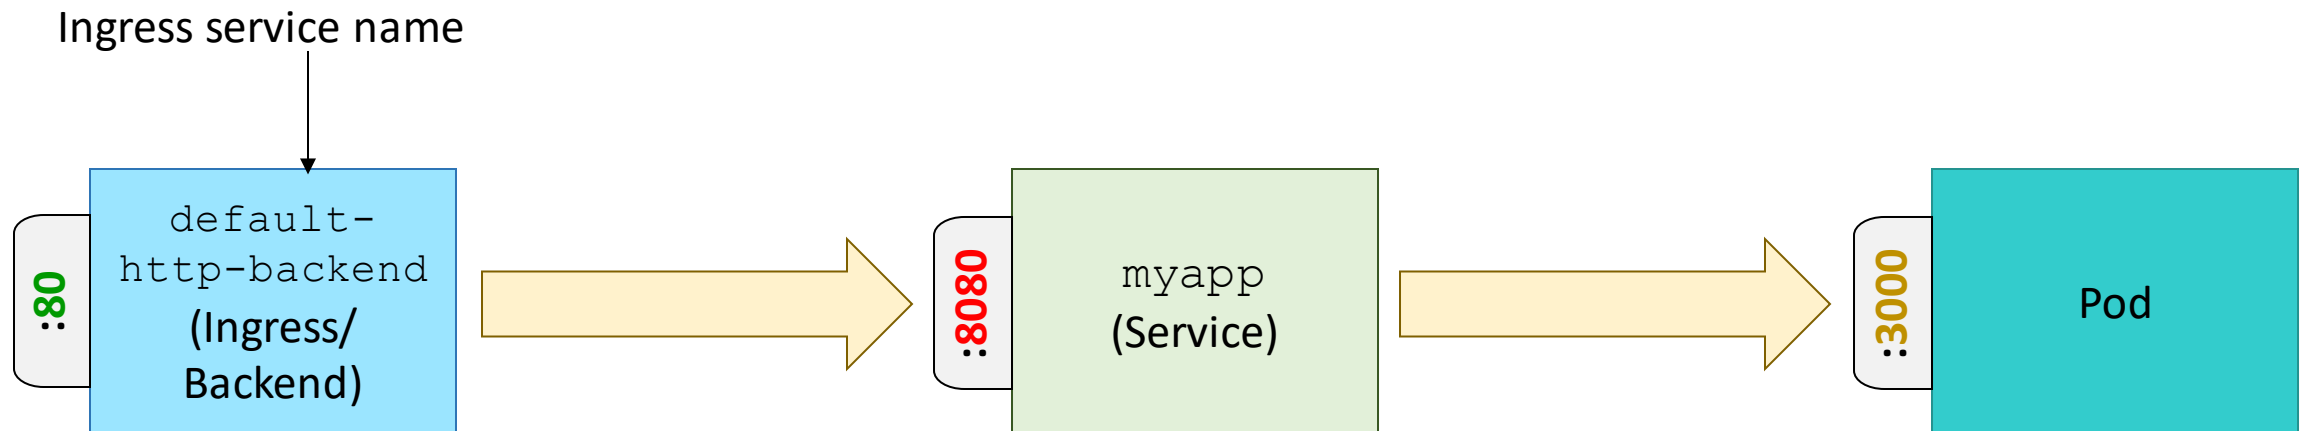 Ingress service name
:80
default-
http-backend
(Ingress/
Backend)
:8080
myapp
(Service)
:3000
Pod